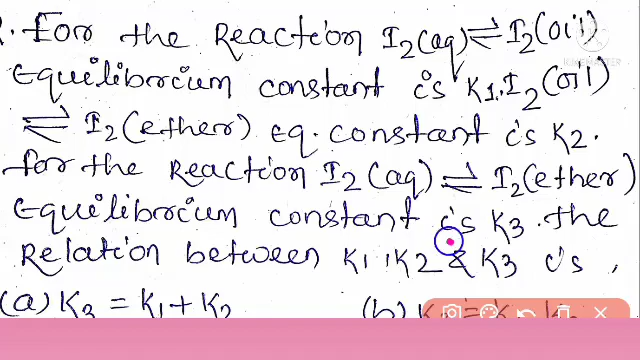 . For the Reaction I2(aq) ⇌ I2(oil)
Equilibrium constant is K1. I2(oil)
⇌ I2(ether) eq. constant is K2.
for the Reaction I2(aq) ⇌ I2(ether)
Equilibrium constant is K3. the
Relation between K1, K2 & K3 is,
(a) K3 = K1 + K2 (b)